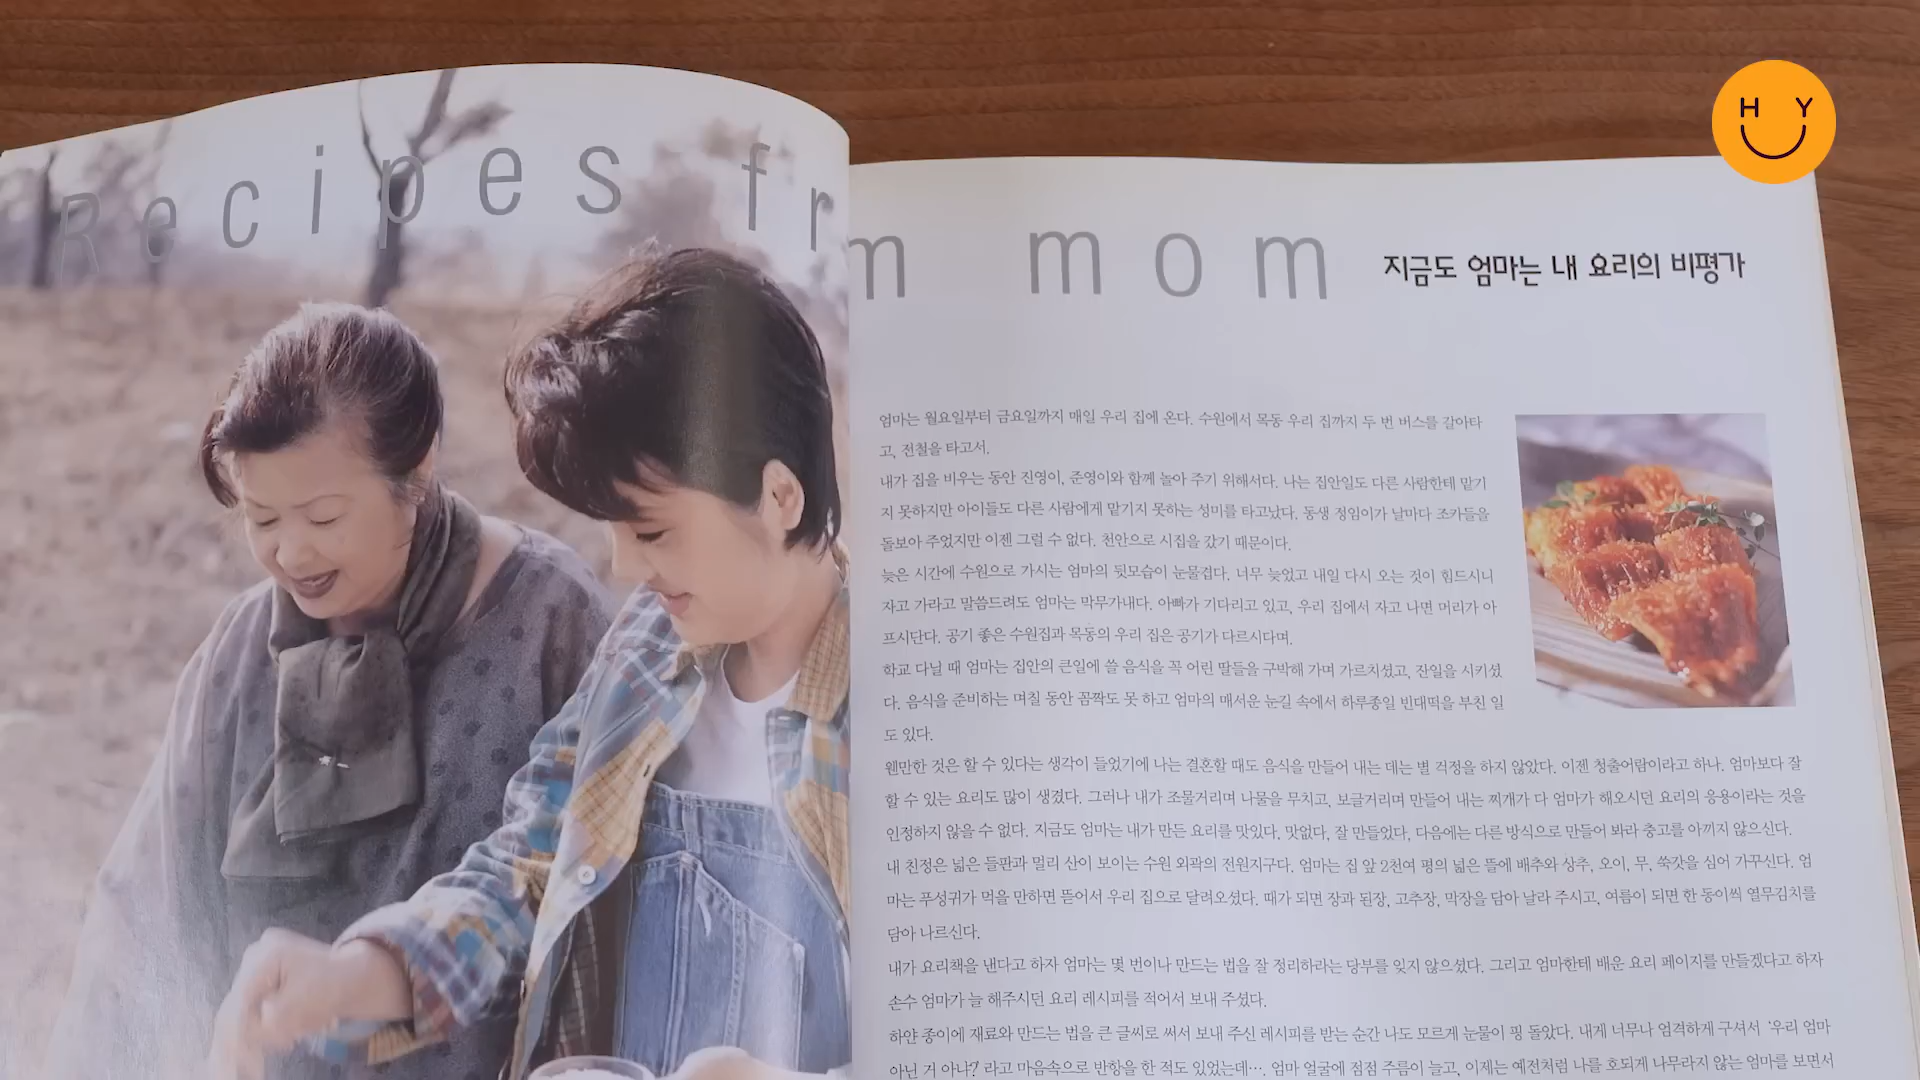 H Y
Recipes from mom
지금도 엄마는 내 요리의 비평가
엄마는 월요일부터 금요일까지 매일 우리 집에 온다. 수원에서 목동 우리 집까지 두 번 버스를 갈아타
고, 전철을 타고서.
내가 집을 비우는 동안 진영이, 준영이와 함께 놀아 주기 위해서다. 나는 집안일도 다른 사람한테 맡기
지 못하지만 아이들도 다른 사람에게 맡기지 못하는 성미를 타고났다. 동생 정임이가 날마다 조카들을
돌보아 주었지만 이젠 그럴 수 없다. 천안으로 시집을 갔기 때문이다.
늦은 시간에 수원으로 가시는 엄마의 뒷모습이 눈물겹다. 너무 늦었고 내일 다시 오는 것이 힘드시니
자고 가라고 말씀드려도 엄마는 막무가내다. 아빠가 기다리고 있고, 우리 집에서 자고 나면 머리가 아
프시단다. 공기 좋은 수원집과 목동의 우리 집은 공기가 다르시다며.
학교 다닐 때 엄마는 집안의 큰일에 쓸 음식을 꼭 어린 딸들을 구박해 가며 가르치셨고, 잔일을 시키셨
다. 음식을 준비하는 며칠 동안 꼼짝도 못 하고 엄마의 매서운 눈길 속에서 하루종일 빈대떡을 부친 일
도 있다.
웬만한 것은 할 수 있다는 생각이 들었기에 나는 결혼할 때도 음식을 만들어 내는 데는 별 걱정을 하지 않았다. 이젠 청출어람이라고 하나. 엄마보다 잘
할 수 있는 요리도 많이 생겼다. 그러나 내가 조물거리며 나물을 무치고, 보글거리며 만들어 내는 찌개가 다 엄마가 해오시던 요리의 응용이라는 것을
인정하지 않을 수 없다. 지금도 엄마는 내가 만든 요리를 맛있다, 맛없다, 잘 만들었다, 다음에는 다른 방식으로 만들어 봐라 충고를 아끼지 않으신다.
내 친정은 넓은 들판과 멀리 산이 보이는 수원 외곽의 전원지구다. 엄마는 집 앞 2천여 평의 넓은 뜰에 배추와 상추, 오이, 무, 쑥갓을 심어 가꾸신다. 엄
마는 푸성귀가 먹을 만하면 뜯어서 우리 집으로 달려오셨다. 때가 되면 장과 된장, 고추장, 막장을 담아 날라 주시고, 여름이 되면 한 동이씩 열무김치를
담아 나르신다.
내가 요리책을 낸다고 하자 엄마는 몇 번이나 만드는 법을 잘 정리하라는 당부를 잊지 않으셨다. 그리고 엄마한테 배운 요리 페이지를 만들겠다고 하자
손수 엄마가 늘 해주시던 요리 레시피를 적어서 보내 주셨다.
하얀 종이에 재료와 만드는 법을 큰 글씨로 써서 보내 주신 레시피를 받는 순간 나도 모르게 눈물이 핑 돌았다. 내게 너무나 엄격하게 구셔서 '우리 엄마
아닌 거 아냐?' 라고 마음속으로 반항을 한 적도 있었는데…. 엄마 얼굴에 점점 주름이 늘고, 이제는 예전처럼 나를 호되게 나무라지 않는 엄마를 보면서